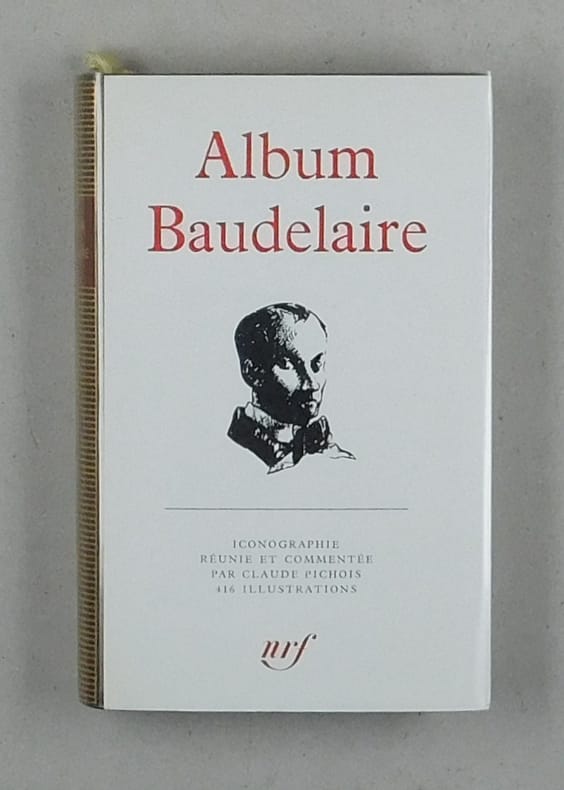 Album
Baudelaire
ICONOGRAPHIE
RÉUNIE ET COMMENTÉE
PAR CLAUDE PICHOIS
416 ILLUSTRATIONS
nrf